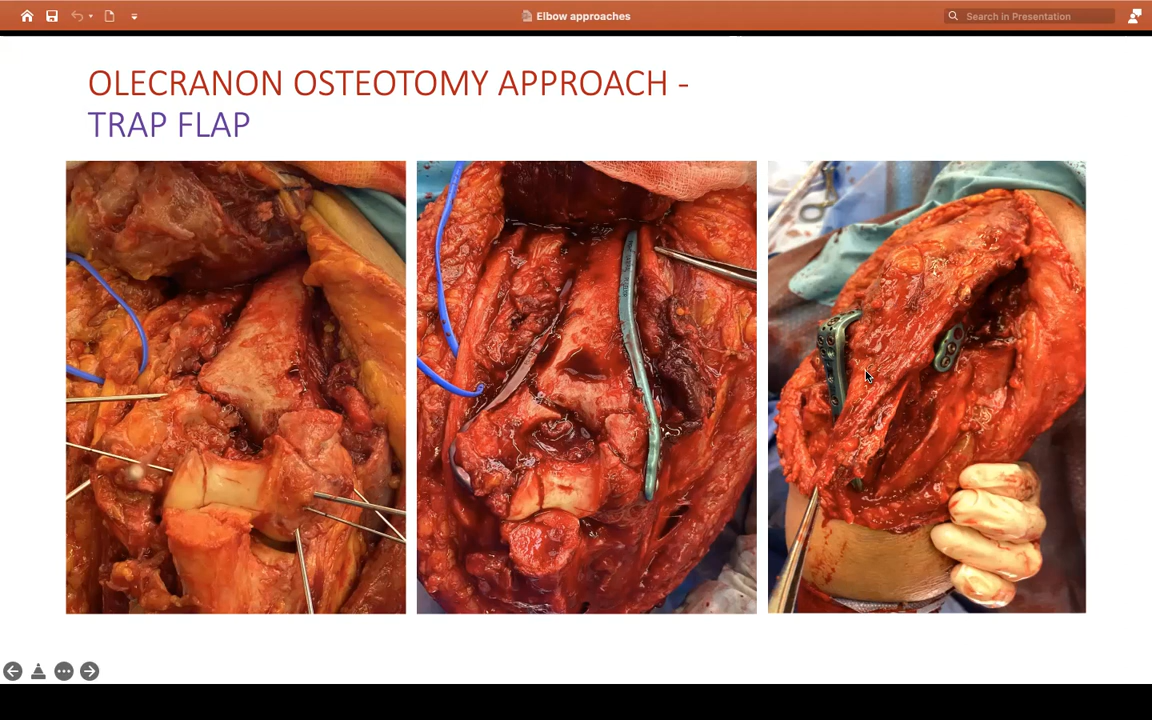 Elbow approaches
Search in Presentation
OLECRANON OSTEOTOMY APPROACH -
TRAP FLAP